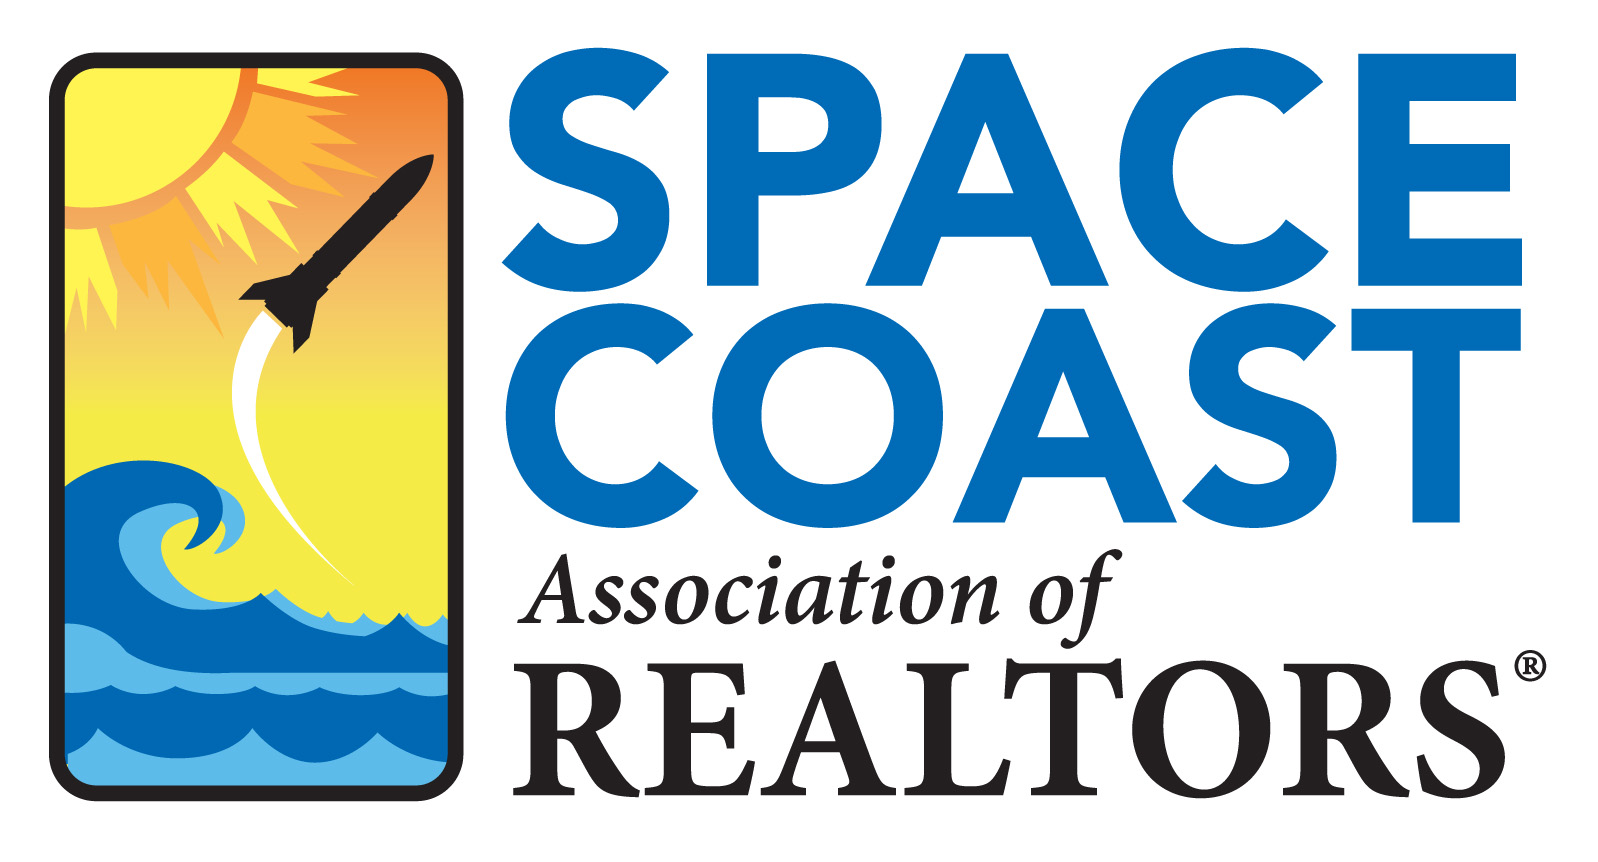 SPACE
COAST
Association of
REALTORS®